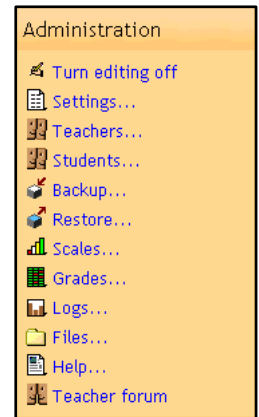 Administration
Turn editing off
Settings...
Teachers...
Students...
Backup...
Restore...
Scales...
Grades...
Logs...
Files...
Help...
Teacher forum